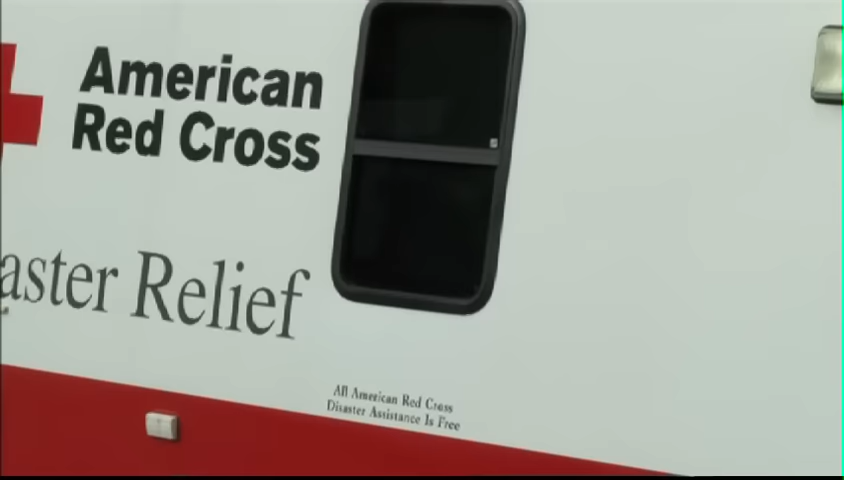 American
Red Cross
aster Relief
All American Red Cross
Disaster Assistance Is Free